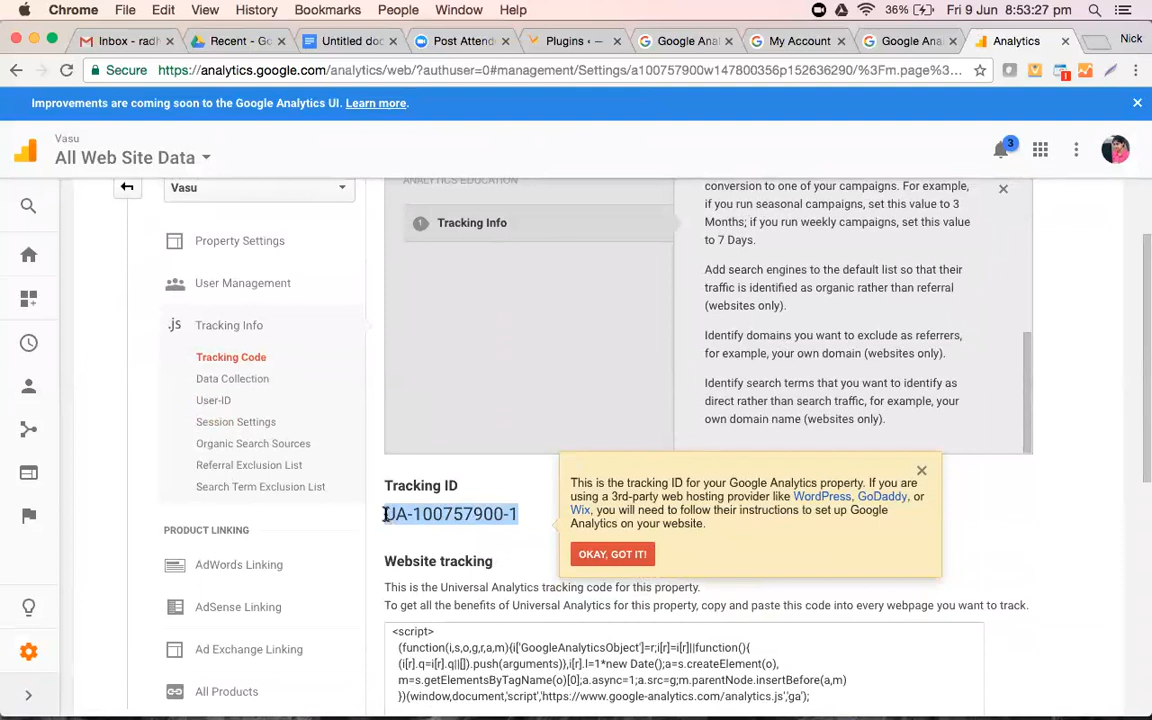 Chrome File Edit View History Bookmarks People Window Help 36% Fri 9 Jun 8:53:27 pm
Inbox - radh Recent - Go Untitled doc Post Attend Plugins ‹ Google Anal My Account Google Anal Analytics Nick
Secure https://analytics.google.com/analytics/web/?authuser=0#management/Settings/a100757900w147800356p152636290/%3Fm.page%3...
Improvements are coming soon to the Google Analytics UI. Learn more.
Vasu
All Web Site Data
3
Vasu
Property Settings
User Management
.js Tracking Info
Tracking Code
Data Collection
User-ID
Session Settings
Organic Search Sources
Referral Exclusion List
Search Term Exclusion List
PRODUCT LINKING
AdWords Linking
AdSense Linking
Ad Exchange Linking
All Products
ANALYTICS EDUCATION
1 Tracking Info
conversion to one of your campaigns. For example,
if you run seasonal campaigns, set this value to 3
Months; if you run weekly campaigns, set this value
to 7 Days.
Add search engines to the default list so that their
traffic is identified as organic rather than referral
(websites only).
Identify domains you want to exclude as referrers,
for example, your own domain (websites only).
Identify search terms that you want to identify as
direct rather than search traffic, for example, your
own domain name (websites only).
Tracking ID
UA-100757900-1
This is the tracking ID for your Google Analytics property. If you are
using a 3rd-party web hosting provider like WordPress, GoDaddy, or
Wix, you will need to follow their instructions to set up Google
Analytics on your website.
OKAY, GOT IT!
Website tracking
This is the Universal Analytics tracking code for this property.
To get all the benefits of Universal Analytics for this property, copy and paste this code into every webpage you want to track.
<script>
(function(i,s,o,g,r,a,m){i['GoogleAnalyticsObject']=r;i[r]=i[r]||function(){
(i[r].q=i[r].q||[]).push(arguments)},i[r].l=1*new Date();a=s.createElement(o),
m=s.getElementsByTagName(o)[0];a.async=1;a.src=g;m.parentNode.insertBefore(a,m)
})(window,document,'script','https://www.google-analytics.com/analytics.js','ga');